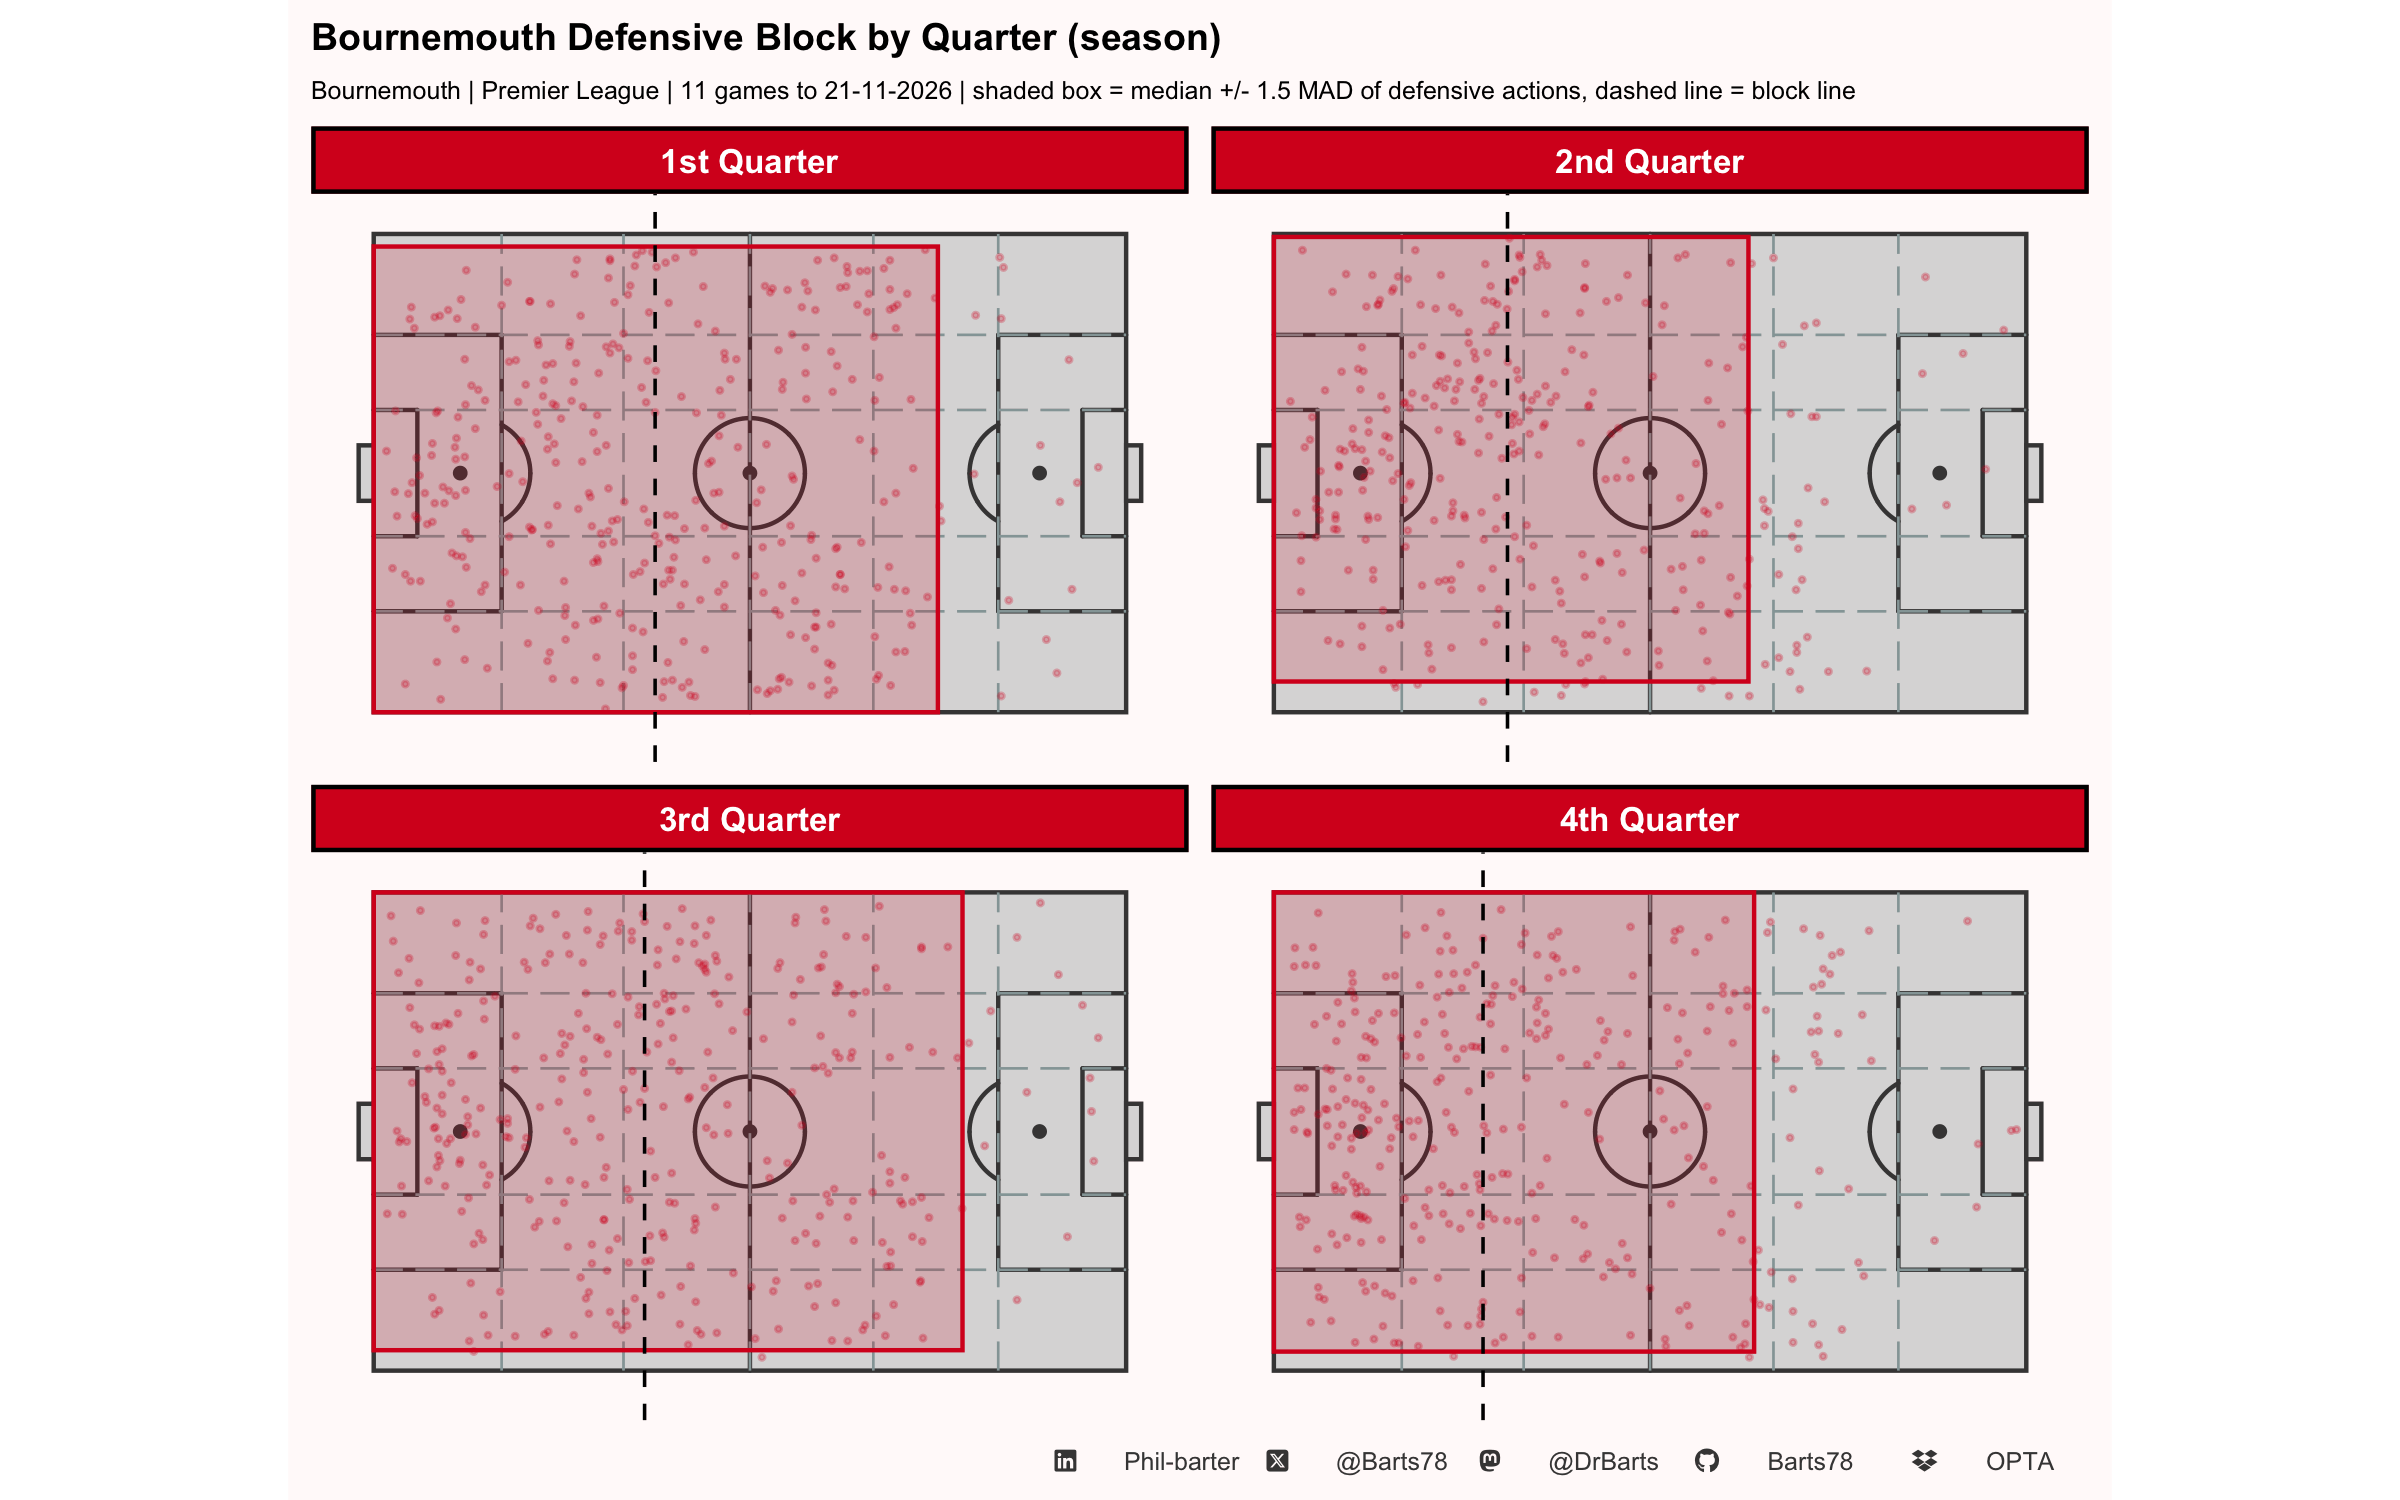 Bournemouth Defensive Block by Quarter (season)
Bournemouth | Premier League | 11 games to 21-11-2026 | shaded box = median +/- 1.5 MAD of defensive actions, dashed line = block line
1st Quarter
2nd Quarter
3rd Quarter
4th Quarter
Phil-barter @Barts78 @DrBarts Barts78 OPTA